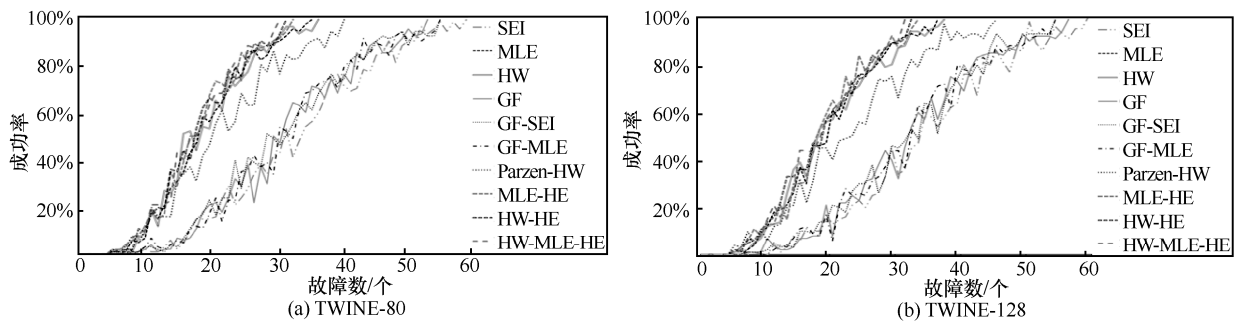 100%
80%
60%
40%
20%
成功率
0 10 20 30 40 50 60
故障数/个
SEI
MLE
HW
GF
GF-SEI
GF-MLE
Parzen-HW
MLE-HE
HW-HE
HW-MLE-HE
(a) TWINE-80
100%
80%
60%
40%
20%
成功率
0 10 20 30 40 50 60
故障数/个
SEI
MLE
HW
GF
GF-SEI
GF-MLE
Parzen-HW
MLE-HE
HW-HE
HW-MLE-HE
(b) TWINE-128